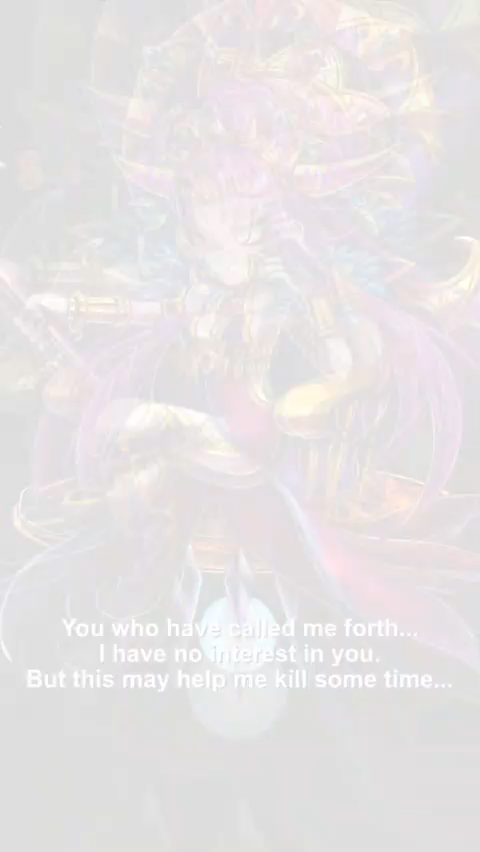 You who have called me forth...
I have no interest in you.
But this may help me kill some time...